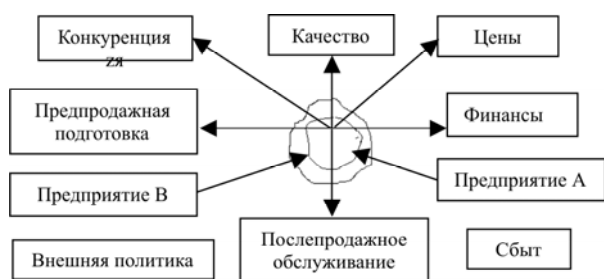 Конкуренция
zя
Качество
Цены
Предпродажная
подготовка
Финансы
Предприятие В
Предприятие А
Внешняя политика
Послепродажное
обслуживание
Сбыт